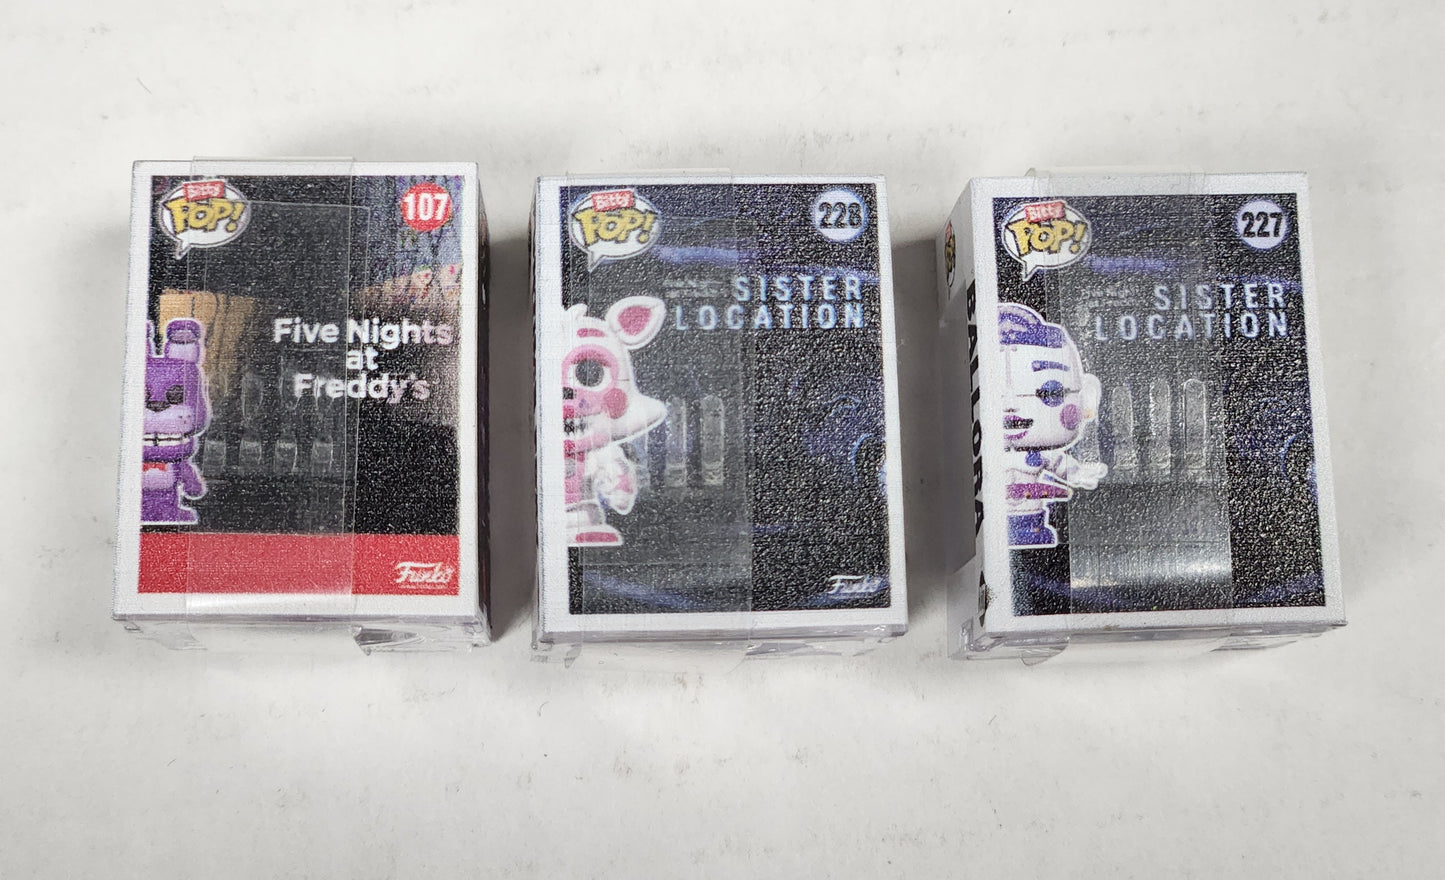 Bitty
POP!
107
Five Nights
at
Freddy's
Funko
Bitty
POP!
228
SISTER
LOCATION
Funko
BALLORA
Bitty
POP!
227
SISTER
LOCATION